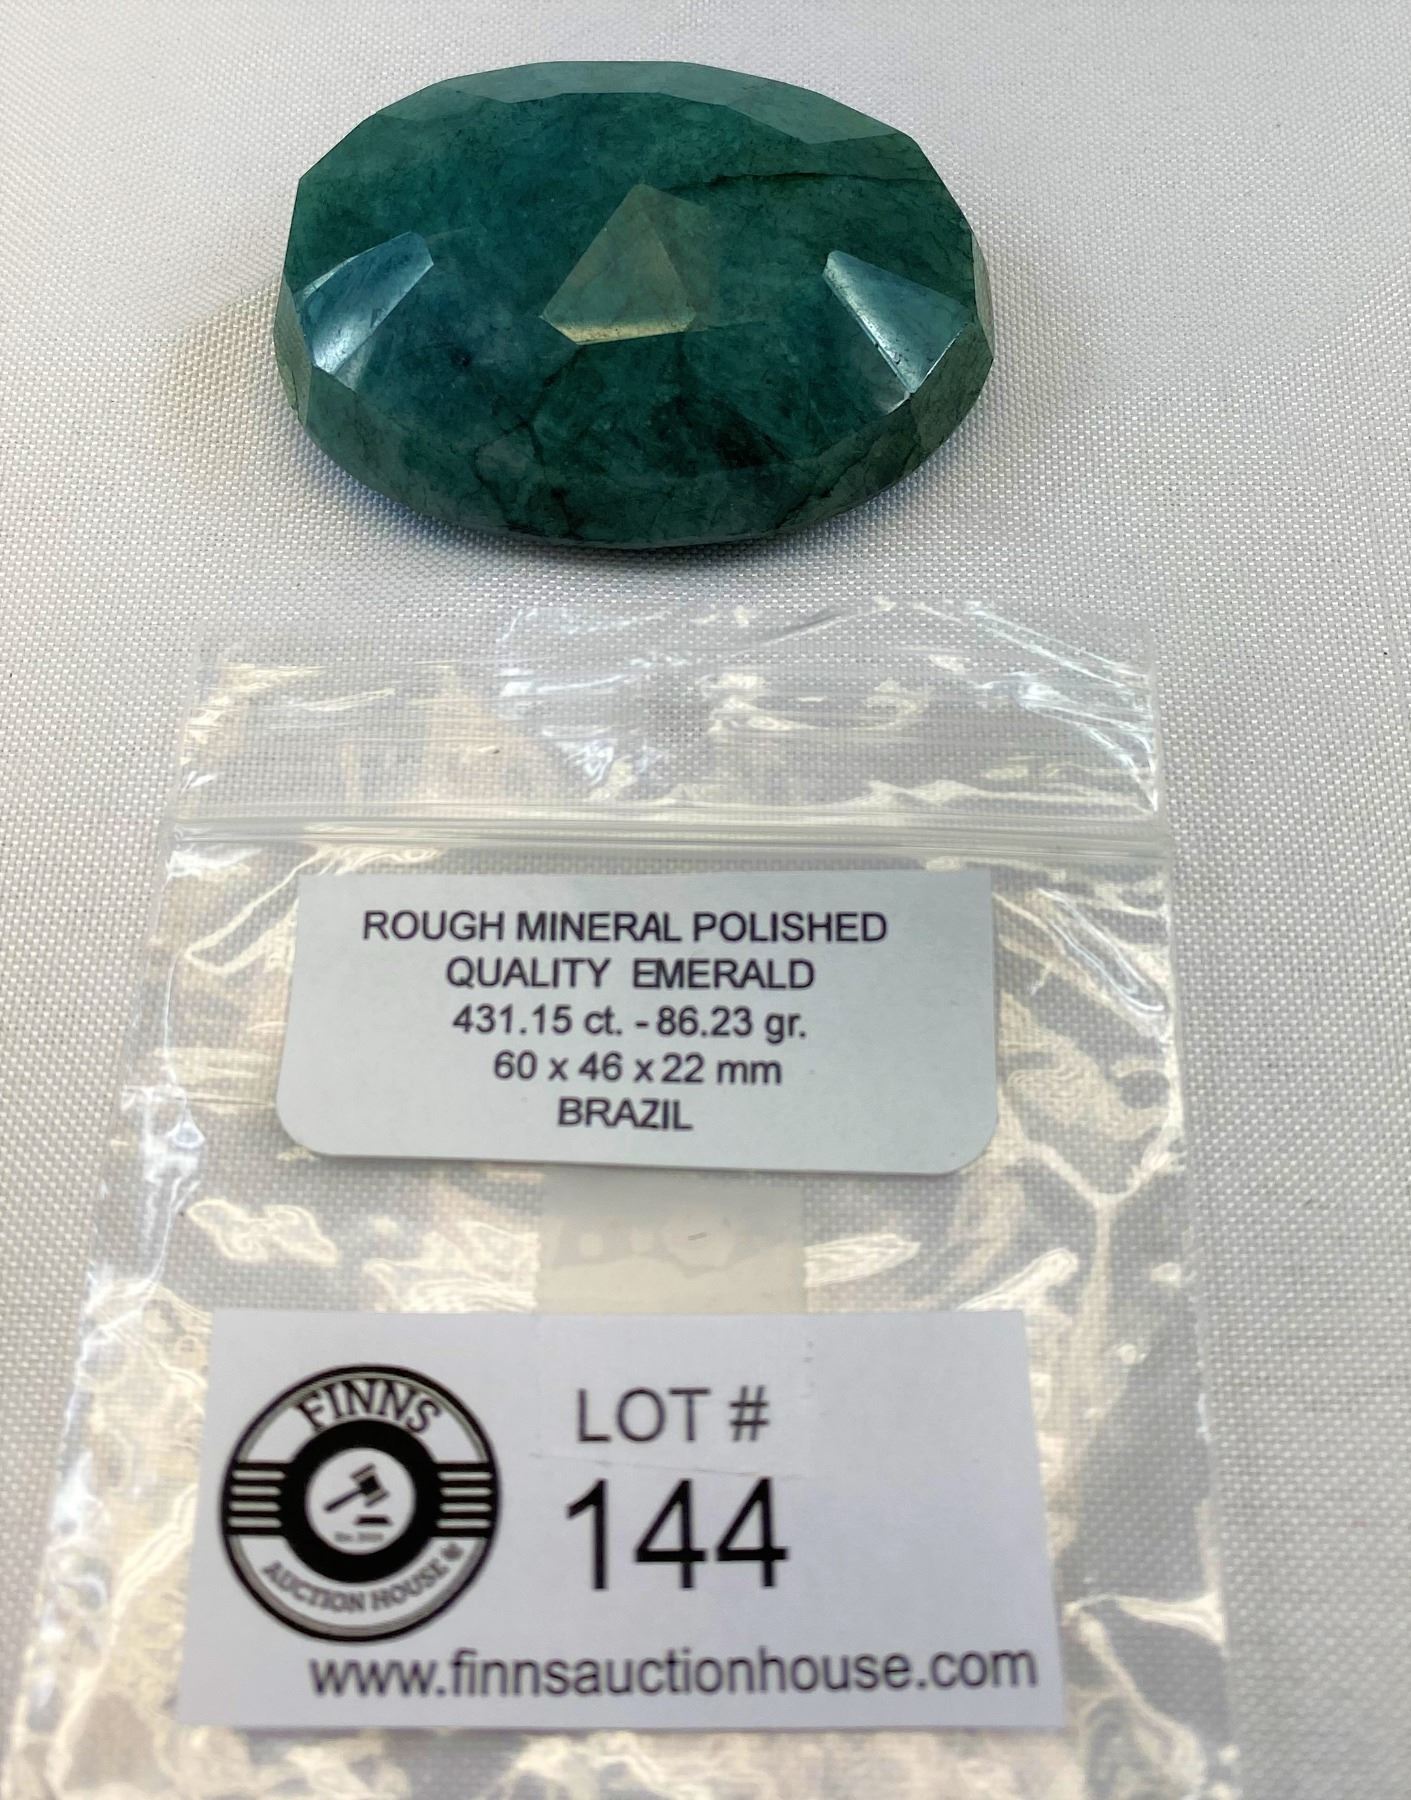 ROUGH MINERAL POLISHED
QUALITY EMERALD
431.15 ct. - 86.23 gr.
60 x 46 x 22 mm
BRAZIL
FINNS
AUCTION HOUSE
LOT #
144
www.finnsauctionhouse.com